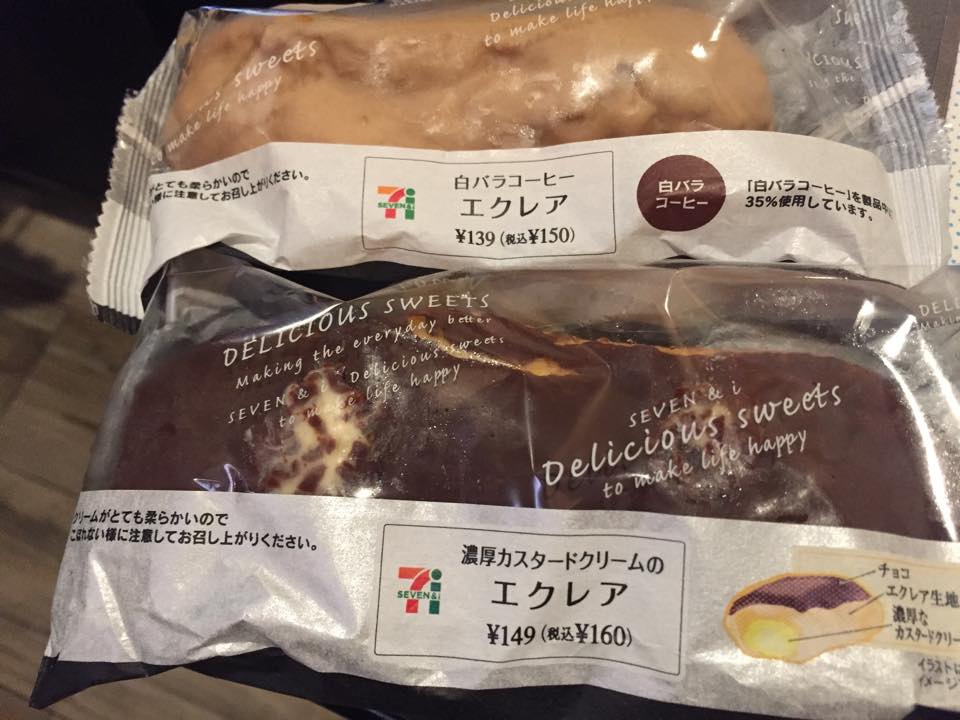 Delicious
to make life happy
sweets
make life happy
とても柔らかいので
様に注意してお召し上がりください。
SEVEN&i
白バラコーヒー
エクレア
¥139(税込¥150)
白バラ
コーヒー
「白バラコーヒー」を製品中に
35%使用しています。
DELICIOUS SWEETS
Making the everyday better
SEVEN & i Delicious sweets
to make life happy
SEVEN & i
Delicious sweets
to make life happy
クリームがとても柔らかいので
こぼれない様に注意してお召し上がりください。
SEVEN&i
濃厚カスタードクリームの
エクレア
¥149(税込¥160)
チョコ
エクレア生地
濃厚な
カスタードクリー
イラストは
イメージ